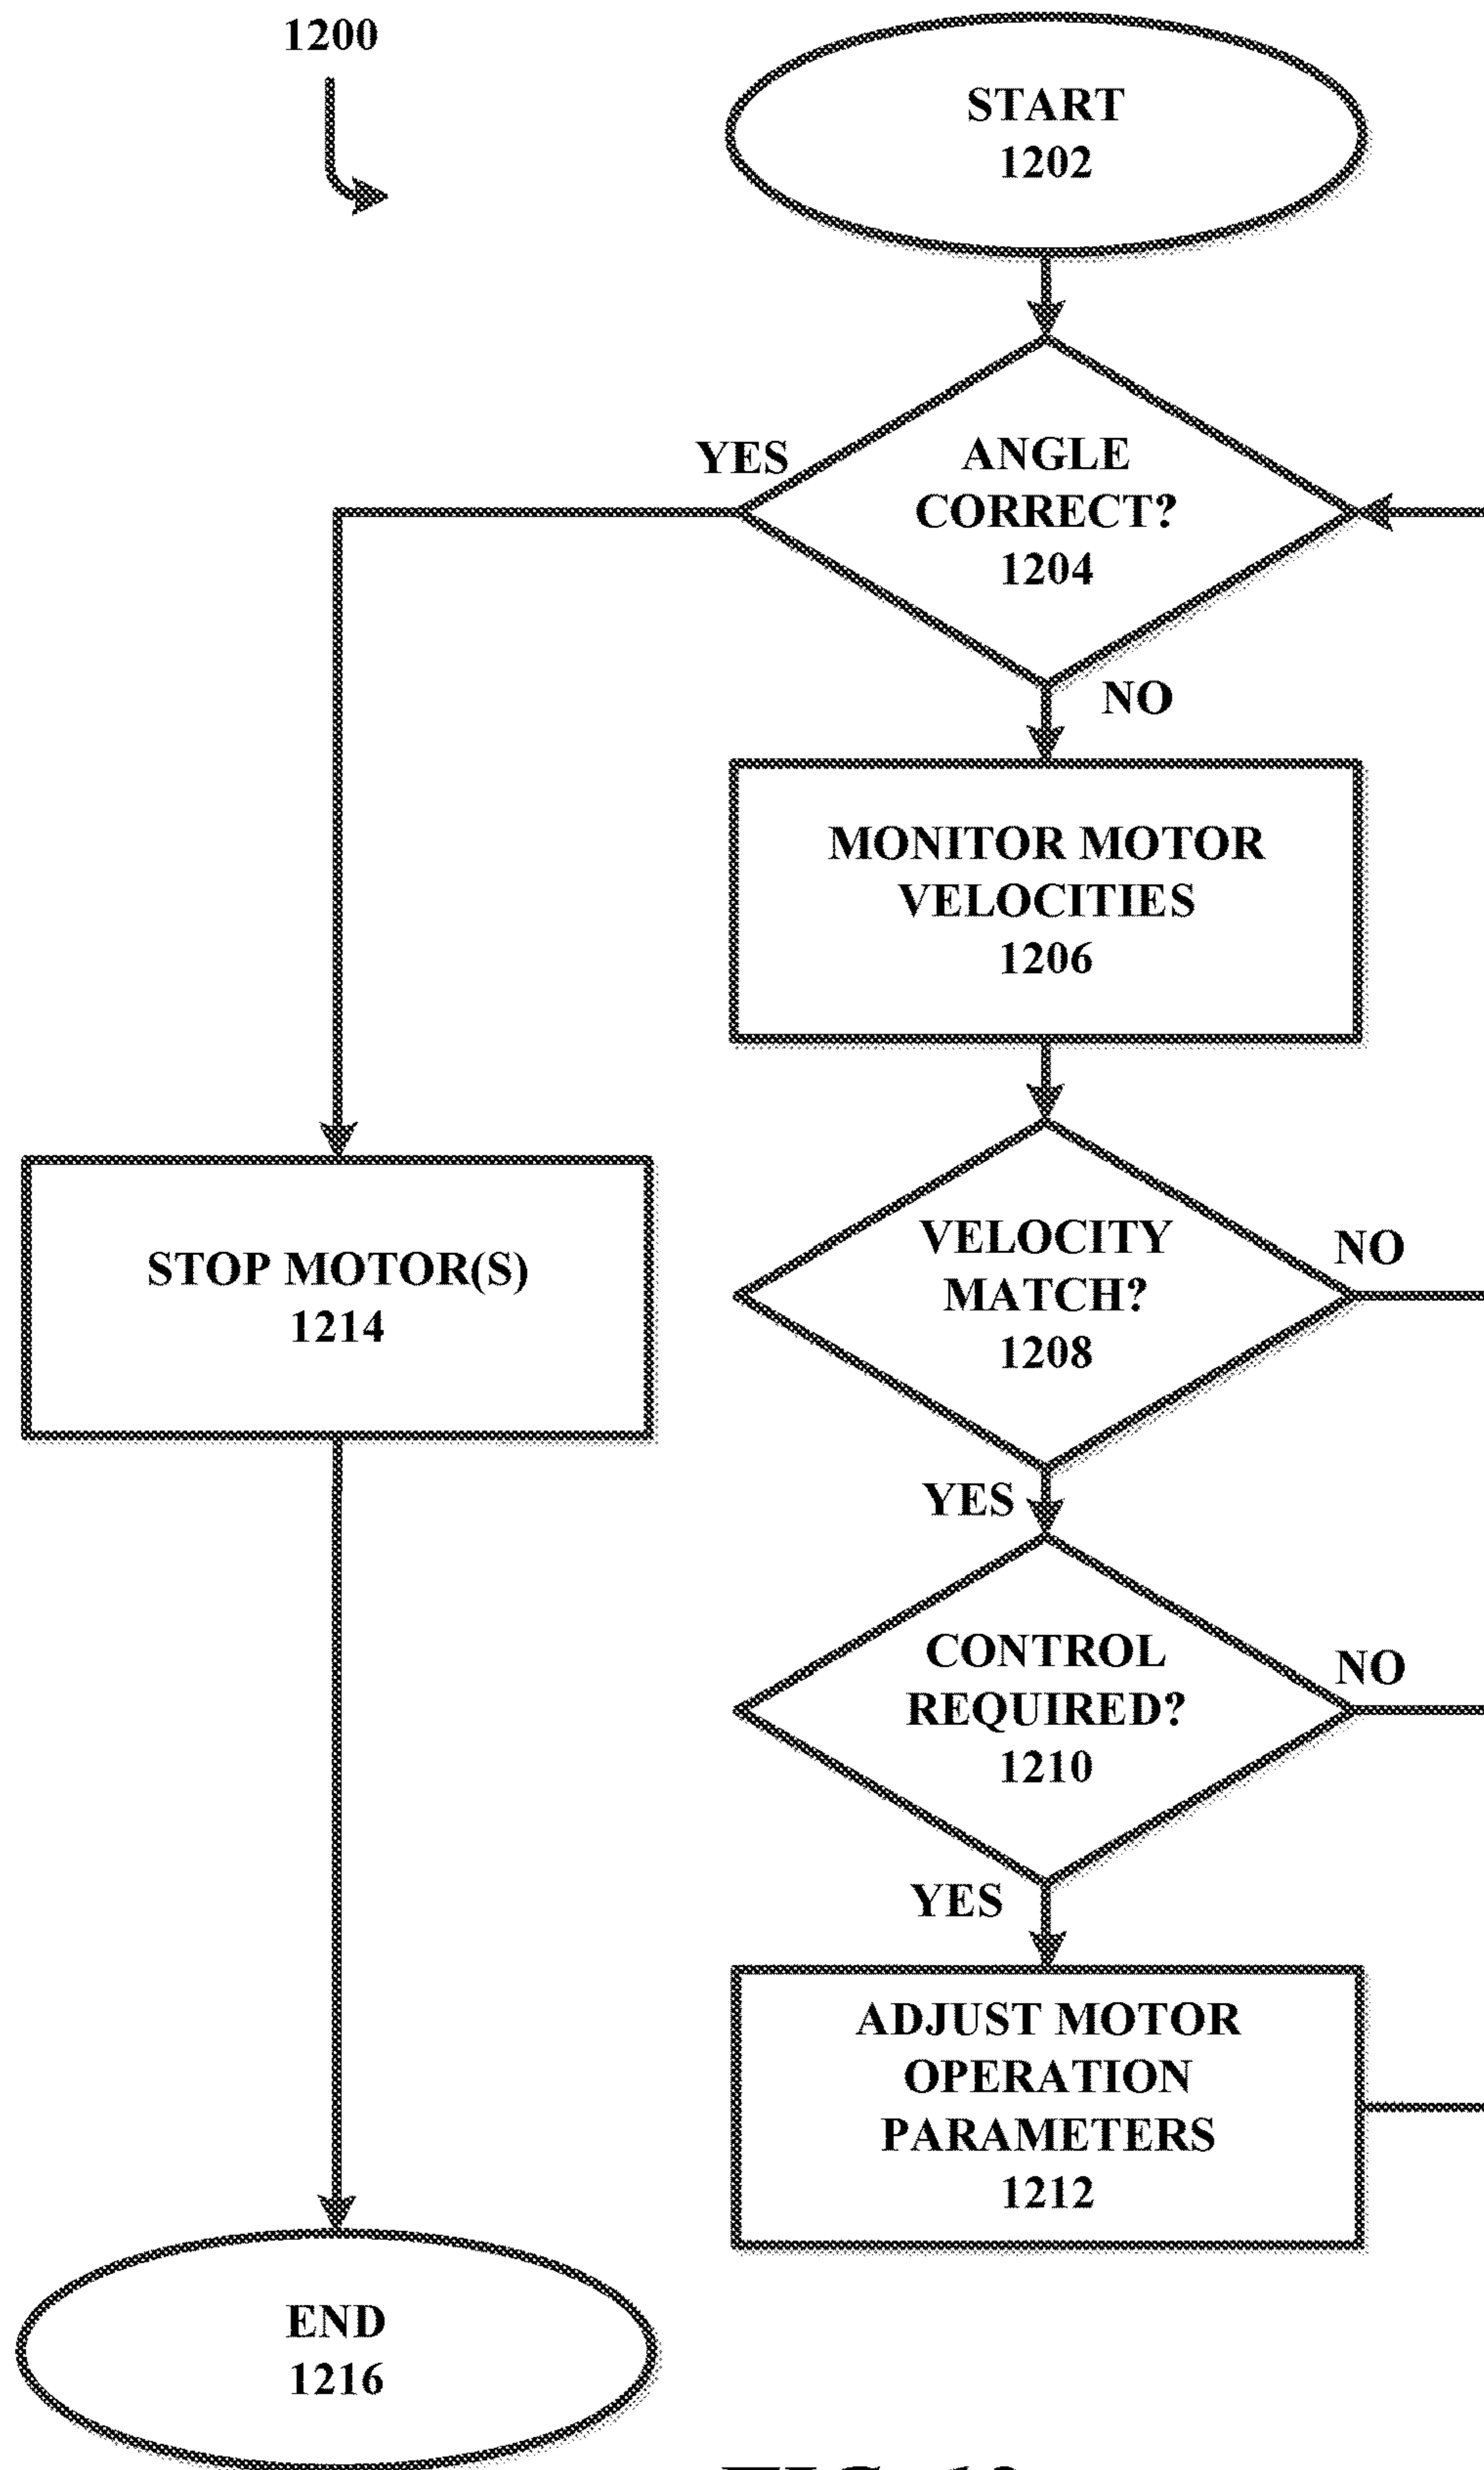 1200
START
1202
YES
ANGLE
CORRECT?
1204
NO
MONITOR MOTOR
VELOCITIES
1206
VELOCITY
MATCH?
1208
NO
STOP MOTOR(S)
1214
YES
CONTROL
REQUIRED?
1210
NO
YES
ADJUST MOTOR
OPERATION
PARAMETERS
1212
END
1216